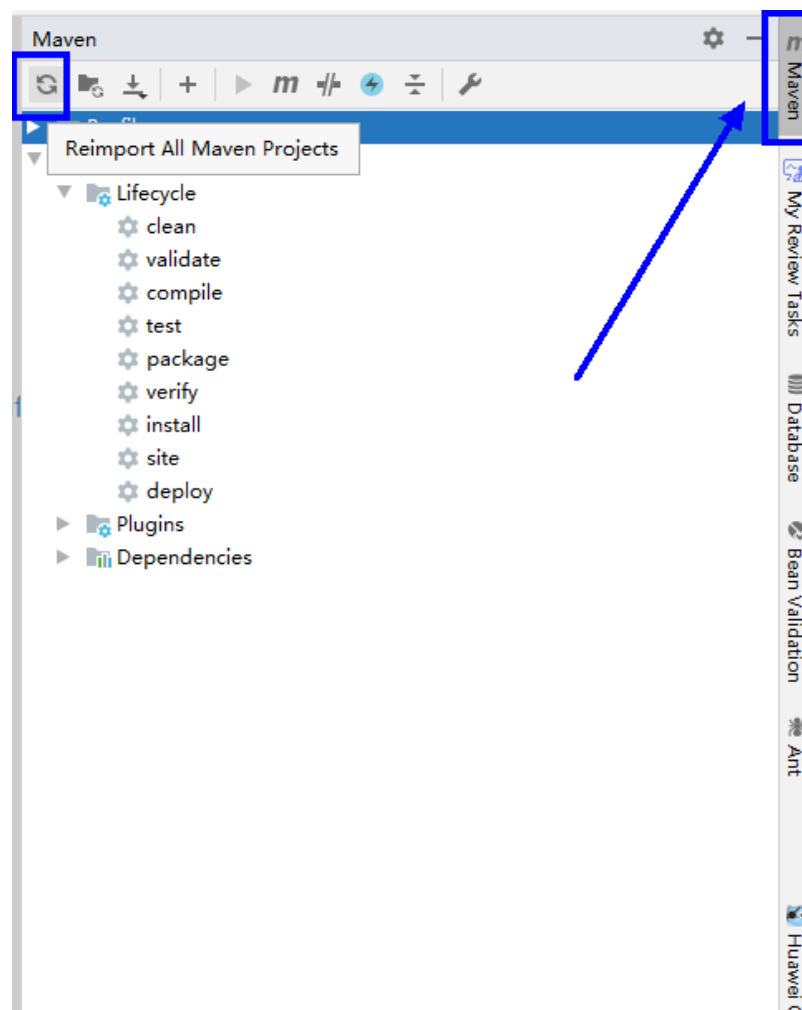 Maven
m
Reimport All Maven Projects
Lifecycle
clean
validate
compile
test
package
verify
install
site
deploy
Plugins
Dependencies
m Maven
My Review Tasks
Database
Bean Validation
Ant
Huawei